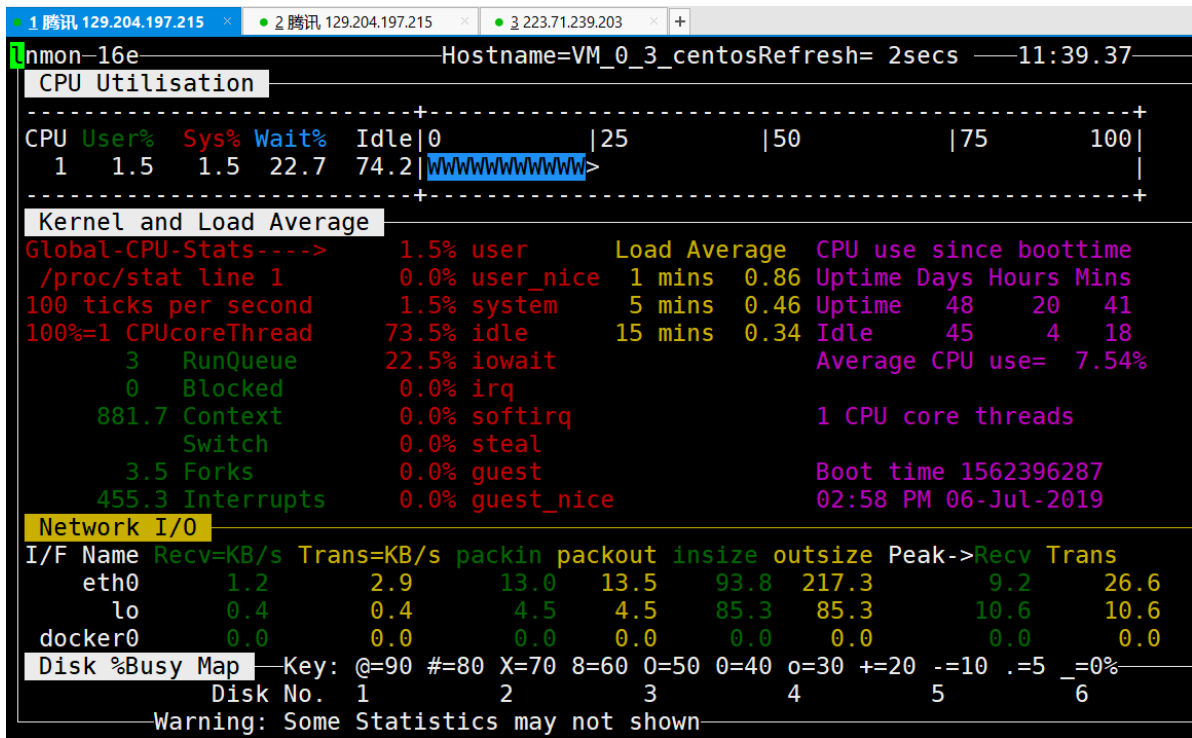 1 腾讯 129.204.197.215 × 2 腾讯 129.204.197.215 × 3 223.71.239.203 × +
lnmon─16e─Hostname=VM_0_3_centosRefresh= 2secs ──11:39.37─
CPU Utilisation
---------------------------+-------------------------------------------------+
CPU User% Sys% Wait% Idle|0 |25 |50 |75 100|
1 1.5 1.5 22.7 74.2|WWWWWWWWWWW> |
---------------------------+-------------------------------------------------+
Kernel and Load Average
Global-CPU-Stats----> 1.5% user Load Average CPU use since boottime
/proc/stat line 1 0.0% user_nice 1 mins 0.86 Uptime Days Hours Mins
100 ticks per second 1.5% system 5 mins 0.46 Uptime 48 20 41
100%=1 CPUcoreThread 73.5% idle 15 mins 0.34 Idle 45 4 18
3 RunQueue 22.5% iowait Average CPU use= 7.54%
0 Blocked 0.0% irq
881.7 Context 0.0% softirq 1 CPU core threads
Switch 0.0% steal
3.5 Forks 0.0% guest Boot time 1562396287
455.3 Interrupts 0.0% guest_nice 02:58 PM 06-Jul-2019
Network I/O
I/F Name Recv=KB/s Trans=KB/s packin packout insize outsize Peak->Recv Trans
eth0 1.2 2.9 13.0 13.5 93.8 217.3 9.2 26.6
lo 0.4 0.4 4.5 4.5 85.3 85.3 10.6 10.6
docker0 0.0 0.0 0.0 0.0 0.0 0.0 0.0 0.0
Disk %Busy Map ─Key: @=90 #=80 X=70 8=60 O=50 0=40 o=30 +=20 -=10 .=5 _=0%─
Disk No. 1 2 3 4 5 6
Warning: Some Statistics may not shown